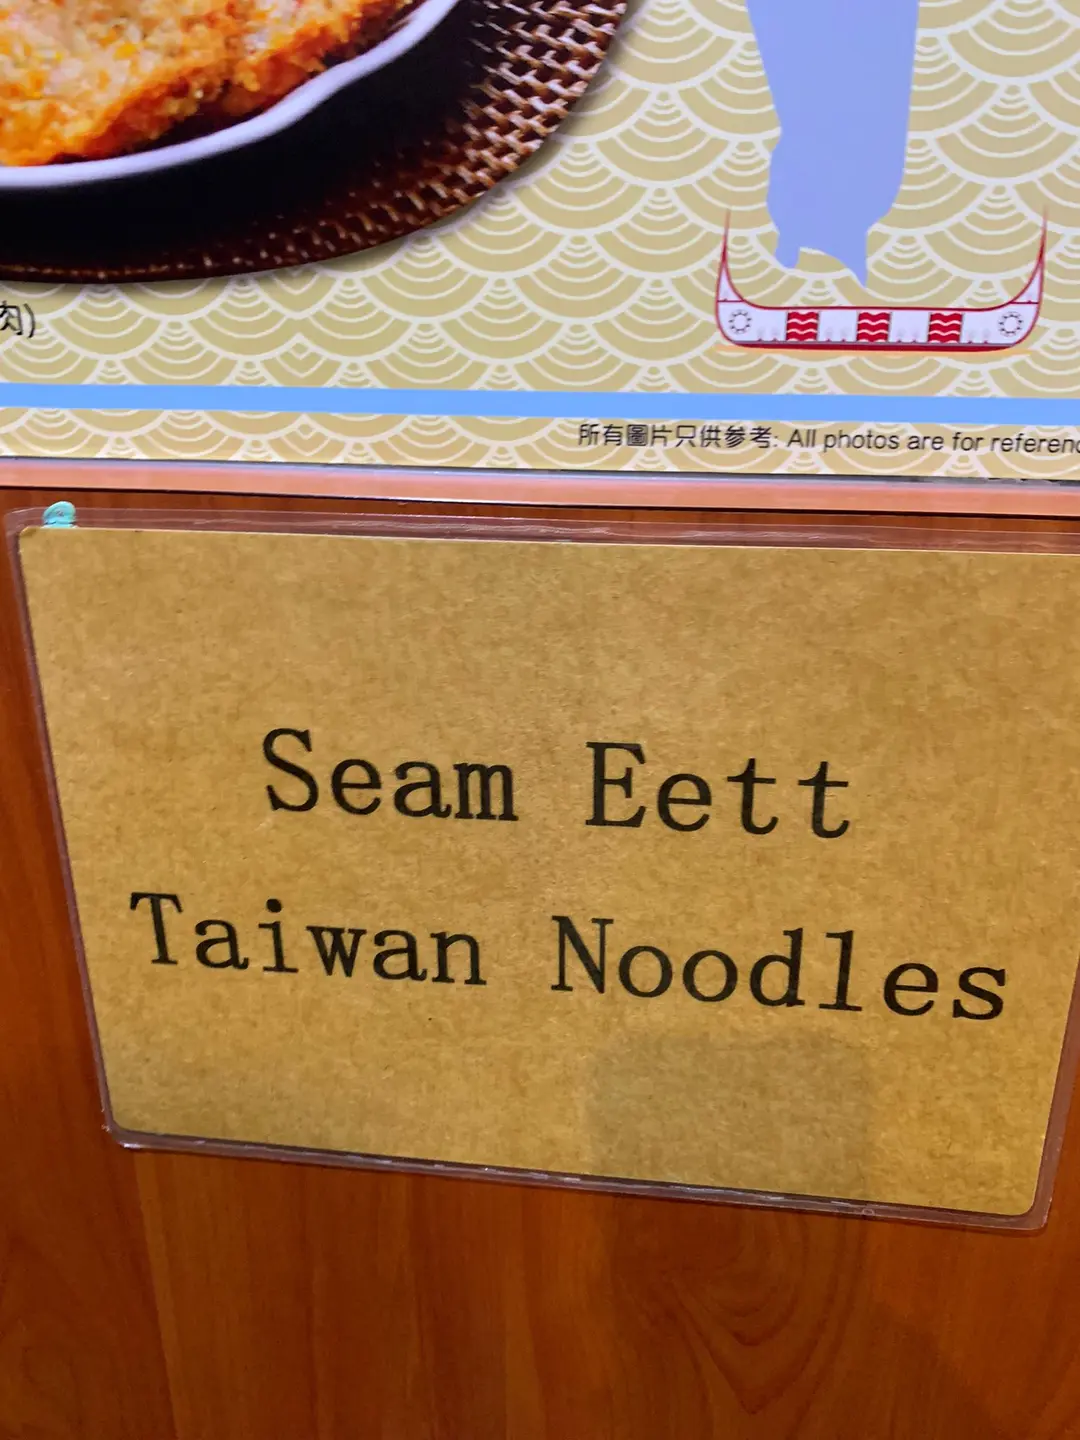 肉)
所有圖片只供參考: All photos are for
Seam Eett
Taiwan Noodles